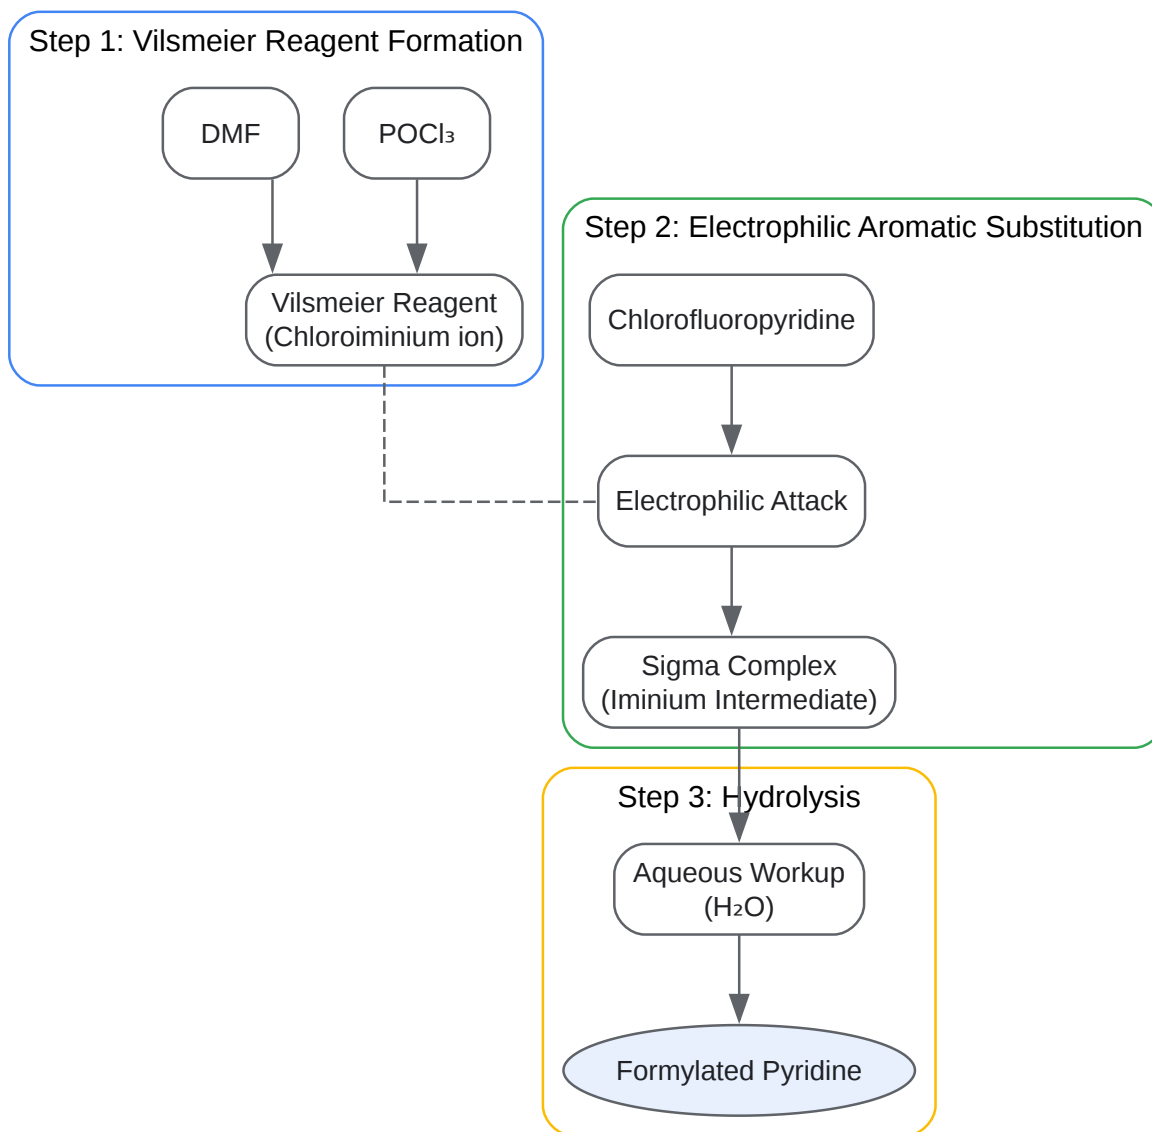 Step 1: Vilsmeier Reagent Formation
DMF
POCl₃
Vilsmeier Reagent
(Chloroiminium ion)
Step 2: Electrophilic Aromatic Substitution
Chlorofluoropyridine
Electrophilic Attack
Sigma Complex
(Iminium Intermediate)
Step 3: Hydrolysis
Aqueous Workup
(H₂O)
Formylated Pyridine